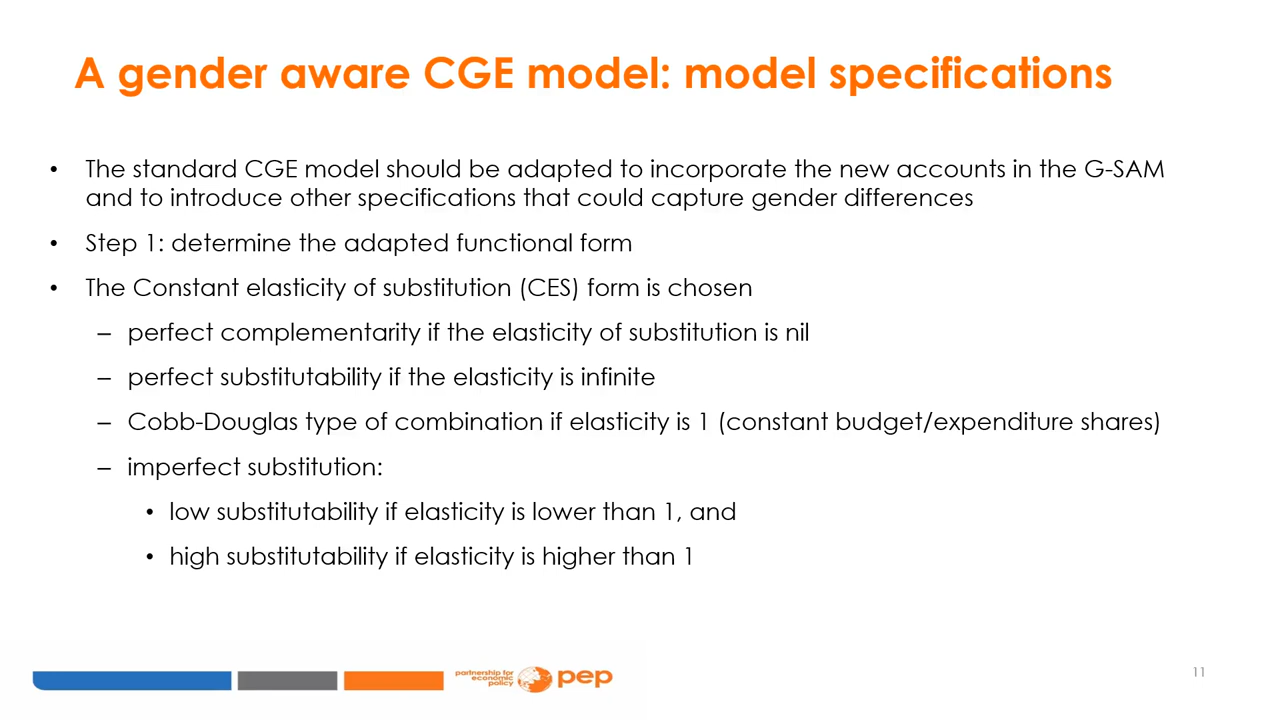 A gender aware CGE model: model specifications
• The standard CGE model should be adapted to incorporate the new accounts in the G-SAM
and to introduce other specifications that could capture gender differences
• Step 1: determine the adapted functional form
• The Constant elasticity of substitution (CES) form is chosen
– perfect complementarity if the elasticity of substitution is nil
– perfect substitutability if the elasticity is infinite
– Cobb-Douglas type of combination if elasticity is 1 (constant budget/expenditure shares)
– imperfect substitution:
• low substitutability if elasticity is lower than 1, and
• high substitutability if elasticity is higher than 1
partnership for
economic
policy
pep
11